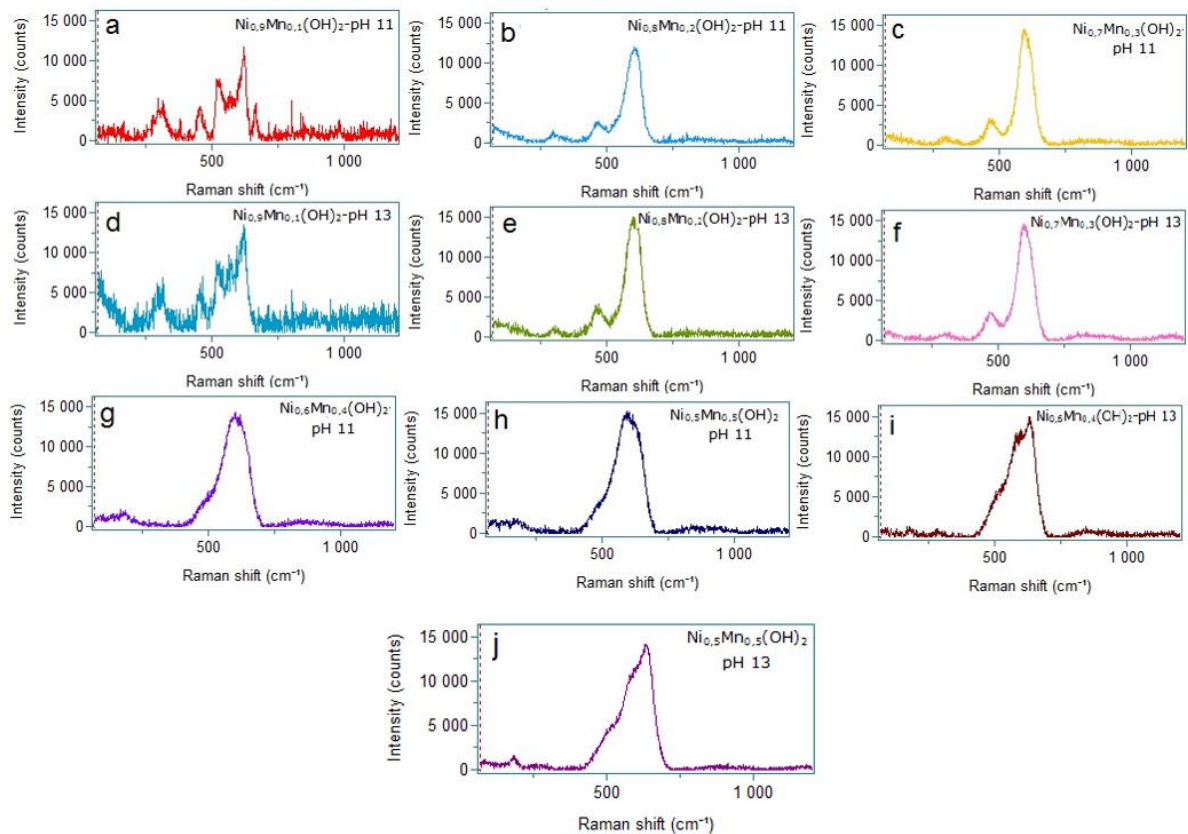 a
Ni0,9Mn0,1(OH)2-pH 11
Intensity (counts)
15 000
10 000
5 000
0
500
1 000
Raman shift (cm⁻¹)
b
Ni0,8Mn0,2(OH)2-pH 11
Intensity (counts)
15 000
10 000
5 000
0
500
1 000
Raman shift (cm⁻¹)
c
Ni0,7Mn0,3(OH)2-
pH 11
Intensity (counts)
15 000
10 000
5 000
0
500
1 000
Raman shift (cm⁻¹)
d
Ni0,9Mn0,1(OH)2-pH 13
Intensity (counts)
15 000
10 000
5 000
0
500
1 000
Raman shift (cm⁻¹)
e
Ni0,8Mn0,2(OH)2-pH 13
Intensity (counts)
15 000
10 000
5 000
0
500
1 000
Raman shift (cm⁻¹)
f
Ni0,7Mn0,3(OH)2-pH 13
Intensity (counts)
15 000
10 000
5 000
0
500
1 000
Raman shift (cm⁻¹)
g
Ni0,6Mn0,4(OH)2-
pH 11
Intensity (counts)
15 000
10 000
5 000
0
500
1 000
Raman shift (cm⁻¹)
h
Ni0,5Mn0,5(OH)2
pH 11
Intensity (counts)
15 000
10 000
5 000
0
500
1 000
Raman shift (cm⁻¹)
i
Ni0,6Mn0,4(OH)2-pH 13
Intensity (counts)
15 000
10 000
5 000
0
500
1 000
Raman shift (cm⁻¹)
j
Ni0,5Mn0,5(OH)2
pH 13
Intensity (counts)
15 000
10 000
5 000
0
500
1 000
Raman shift (cm⁻¹)